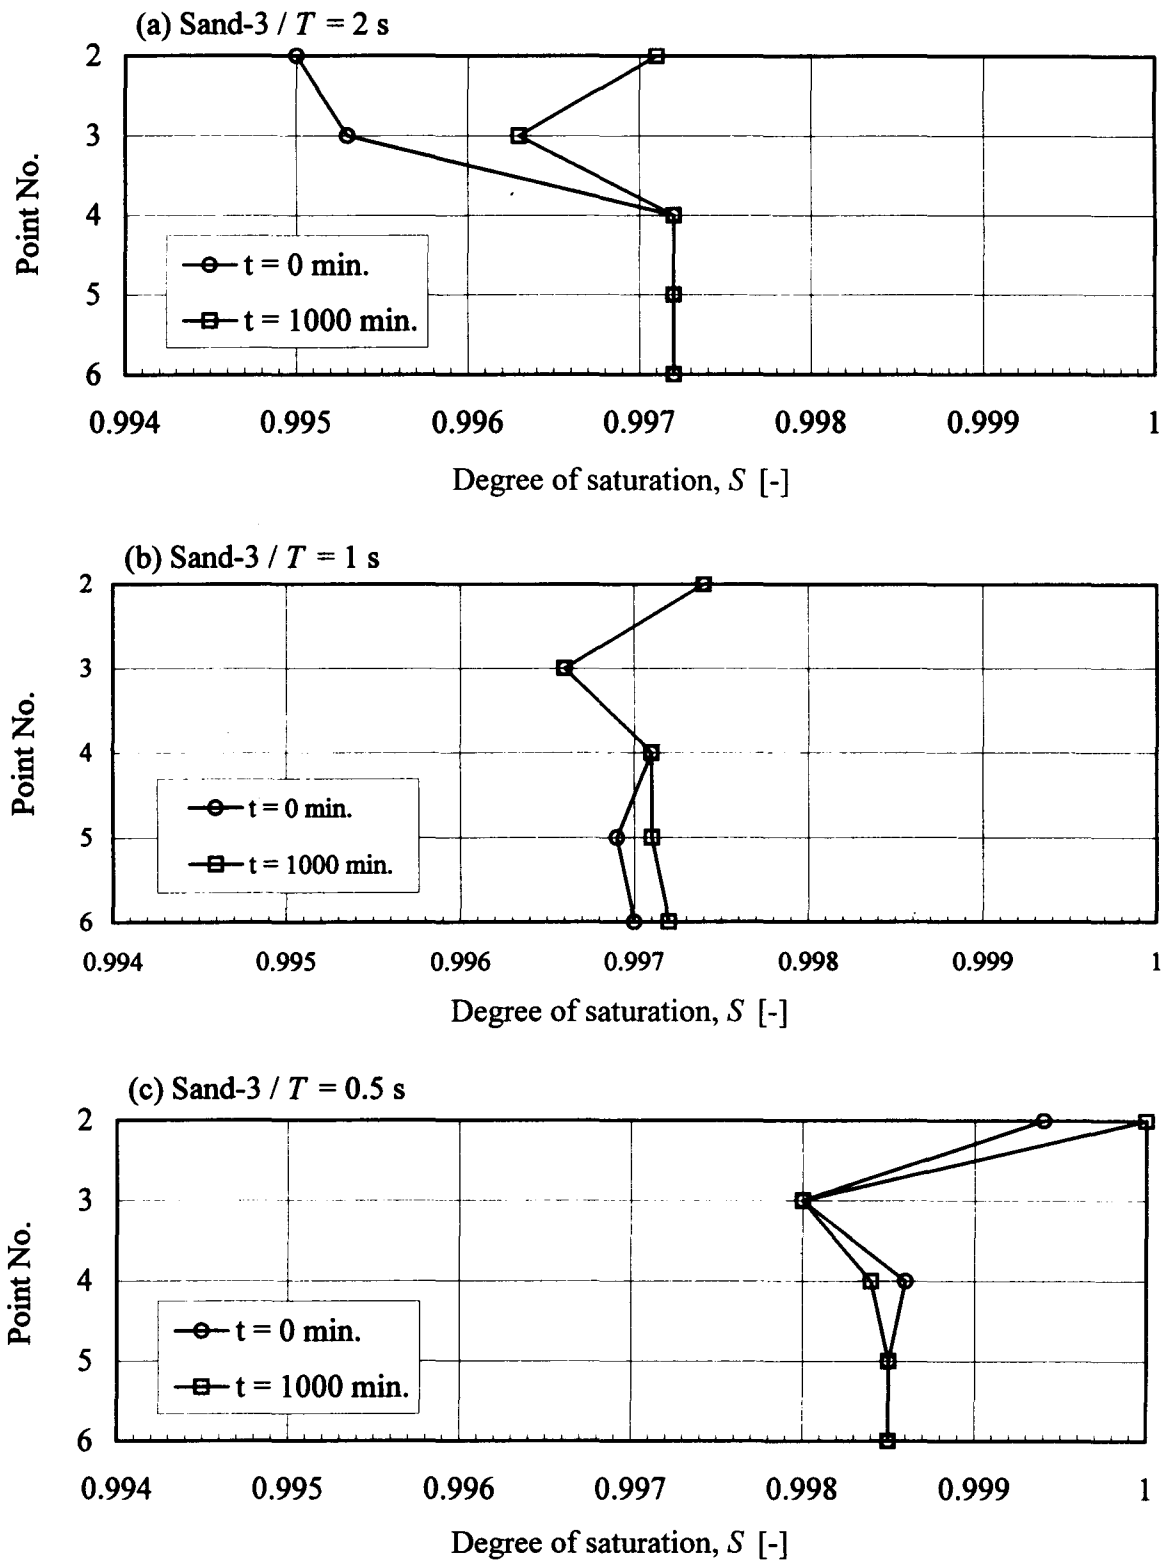 (a) Sand-3 / T = 2 s
2
3
4
5
6
Point No.
t = 0 min.
t = 1000 min.
0.994 0.995 0.996 0.997 0.998 0.999 1
Degree of saturation, S [-]
(b) Sand-3 / T = 1 s
2
3
4
5
6
Point No.
t = 0 min.
t = 1000 min.
0.994 0.995 0.996 0.997 0.998 0.999 1
Degree of saturation, S [-]
(c) Sand-3 / T = 0.5 s
2
3
4
5
6
Point No.
t = 0 min.
t = 1000 min.
0.994 0.995 0.996 0.997 0.998 0.999 1
Degree of saturation, S [-]